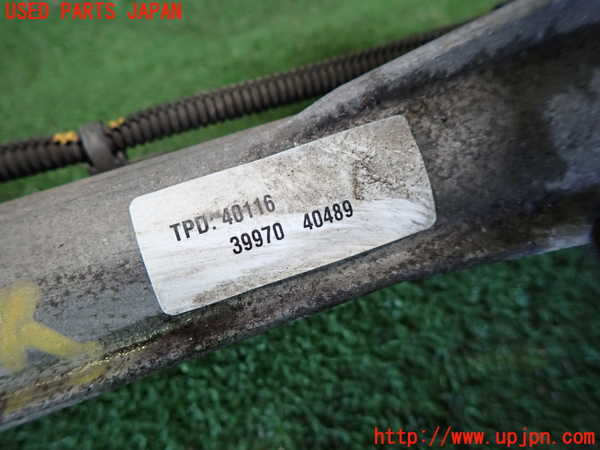 USED PARTS JAPAN
TPD: 40116
39970 40489
http://www.upjpn.com/